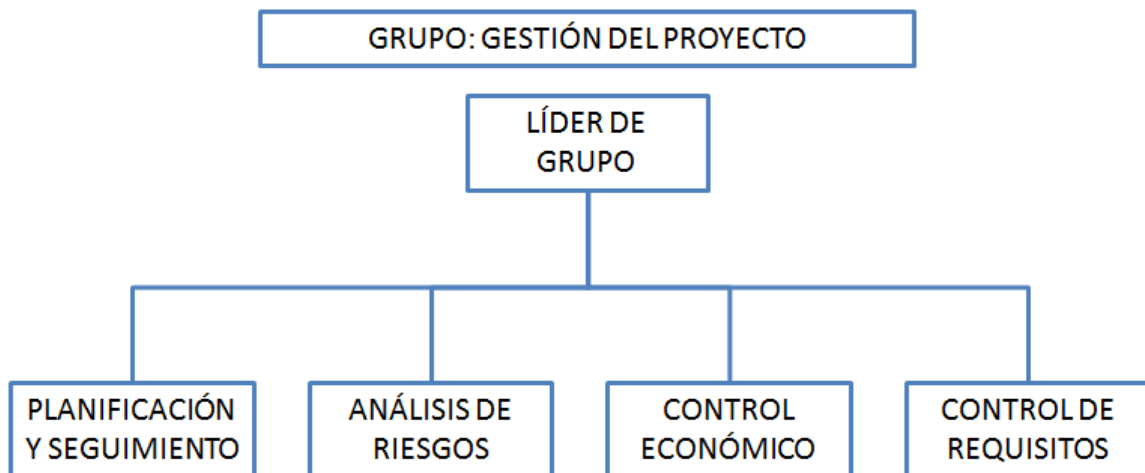 GRUPO: GESTIÓN DEL PROYECTO
LÍDER DE
GRUPO
PLANIFICACIÓN
Y SEGUIMIENTO
ANÁLISIS DE
RIESGOS
CONTROL
ECONÓMICO
CONTROL DE
REQUISITOS